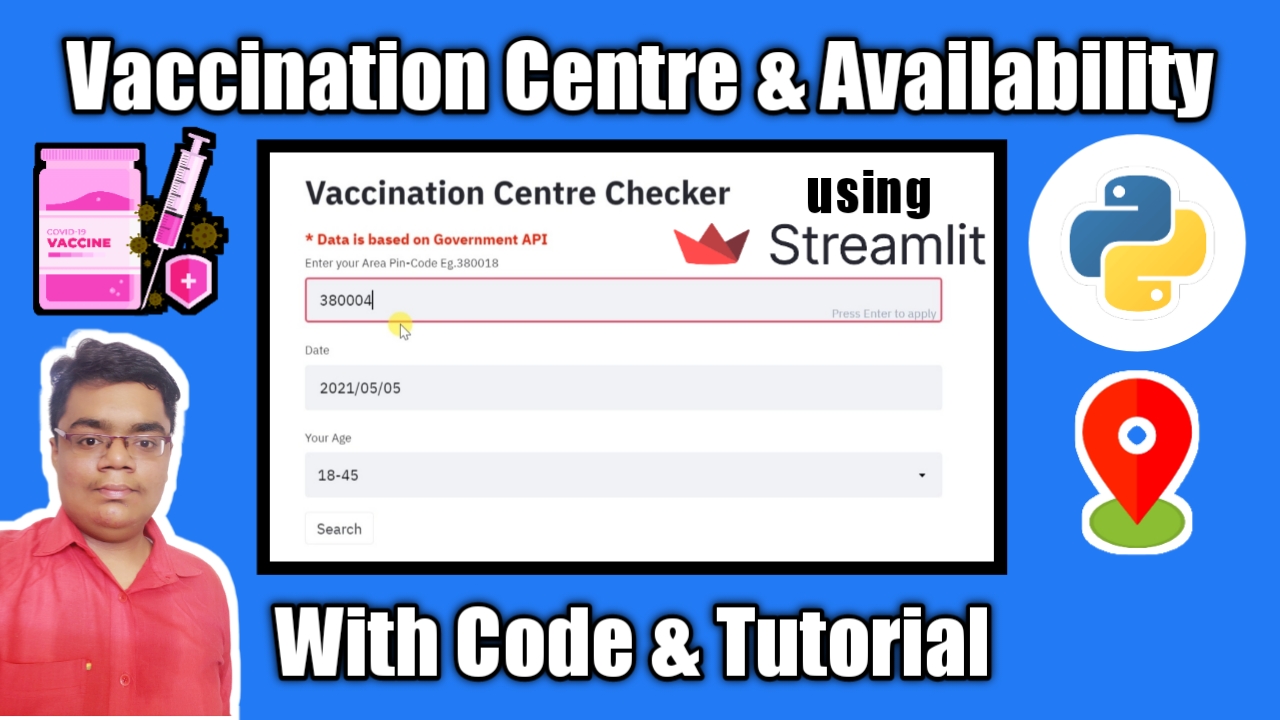 Vaccination Centre & Availability
COVID-19
VACCINE
Vaccination Centre Checker
using
Streamlit
* Data is based on Government API
Enter your Area Pin-Code Eg.380018
380004
Press Enter to apply
Date
2021/05/05
Your Age
18-45
Search
With Code & Tutorial